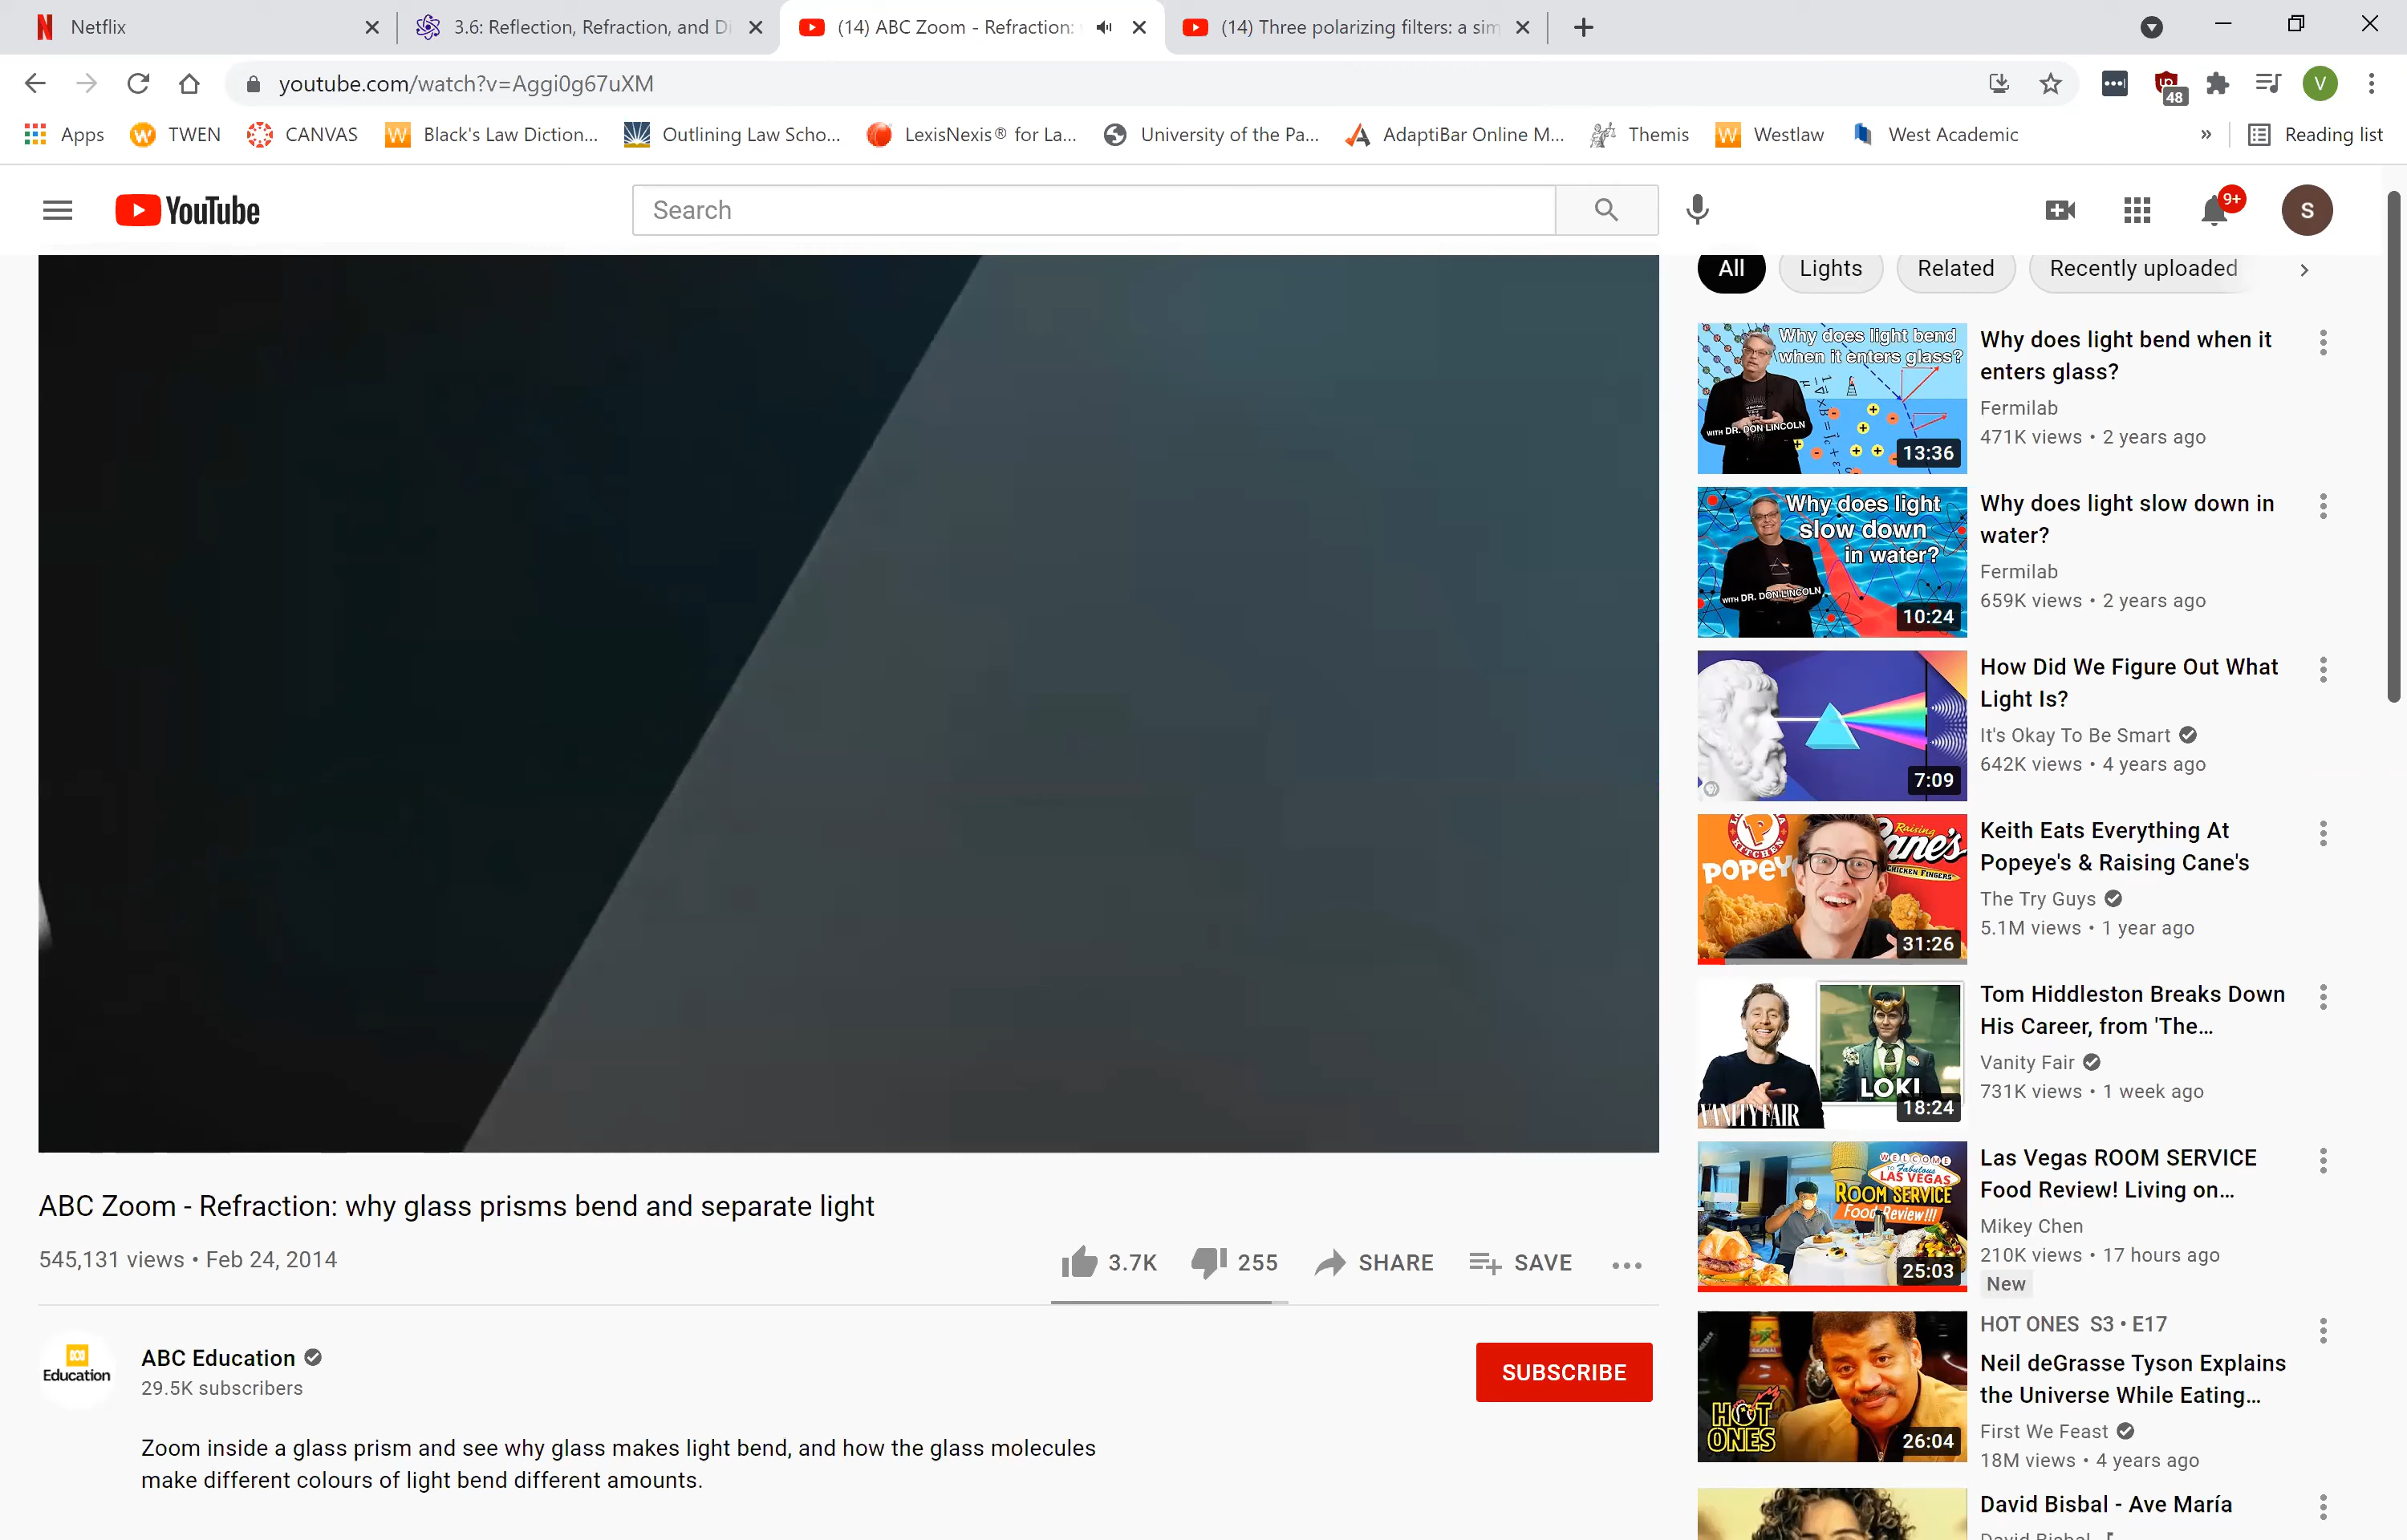 Netflix
3.6: Reflection, Refraction, and Di
(14) ABC Zoom - Refraction:
(14) Three polarizing filters: a sim
youtube.com/watch?v=Aggi0g67uXM
48
V
Apps
TWEN
CANVAS
Black's Law Diction...
Outlining Law Scho...
LexisNexis® for La...
University of the Pa...
AdaptiBar Online M...
Themis
Westlaw
West Academic
»
Reading list
YouTube
Search
9+
S
All
Lights
Related
Recently uploaded
Why does light bend
when it enters glass?
WITH DR. DON LINCOLN
13:36
Why does light bend when it
enters glass?
Fermilab
471K views • 2 years ago
Why does light
slow down
in water?
WITH DR. DON LINCOLN
10:24
Why does light slow down in
water?
Fermilab
659K views • 2 years ago
7:09
How Did We Figure Out What
Light Is?
It's Okay To Be Smart
642K views • 4 years ago
KITCHEN
POPEY
Raising
Cane's
CHICKEN FINGERS
31:26
Keith Eats Everything At
Popeye's & Raising Cane's
The Try Guys
5.1M views • 1 year ago
LOKI
VANITY FAIR
18:24
Tom Hiddleston Breaks Down
His Career, from 'The...
Vanity Fair
731K views • 1 week ago
WELCOME
TO Fabulous
LAS VEGAS
ROOM SERVICE
Food Review!!!
25:03
Las Vegas ROOM SERVICE
Food Review! Living on...
Mikey Chen
210K views • 17 hours ago
New
HOT
ONES
26:04
HOT ONES S3 • E17
Neil deGrasse Tyson Explains
the Universe While Eating...
First We Feast
18M views • 4 years ago
David Bisbal - Ave María
David Bisbal
ABC Zoom - Refraction: why glass prisms bend and separate light
545,131 views • Feb 24, 2014
3.7K
255
SHARE
SAVE
Education
ABC Education
29.5K subscribers
SUBSCRIBE
Zoom inside a glass prism and see why glass makes light bend, and how the glass molecules
make different colours of light bend different amounts.